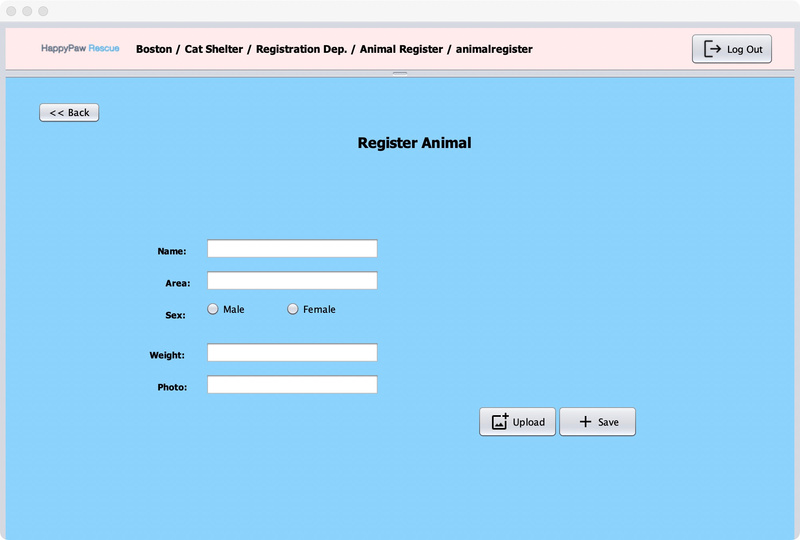 HappyPaw Rescue
Boston / Cat Shelter / Registration Dep. / Animal Register / animalregister
Log Out
<< Back
Register Animal
Name:
Area:
Sex:
Male
Female
Weight:
Photo:
Upload
Save